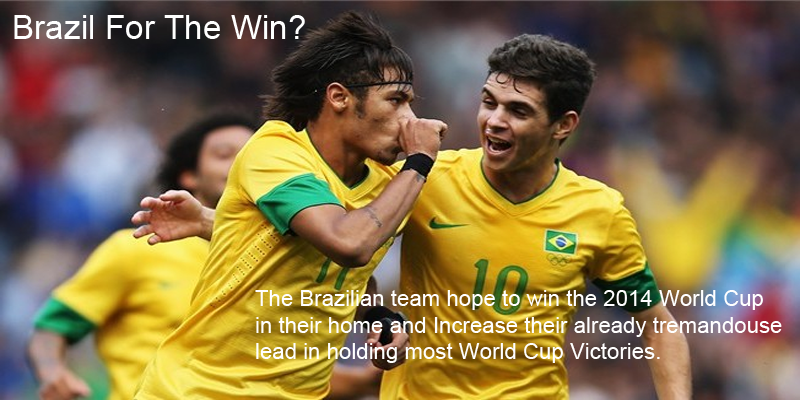 Brazil For The Win?
10
The Brazilian team hope to win the 2014 World Cup
in their home and Increase their already tremandouse
lead in holding most World Cup Victories.